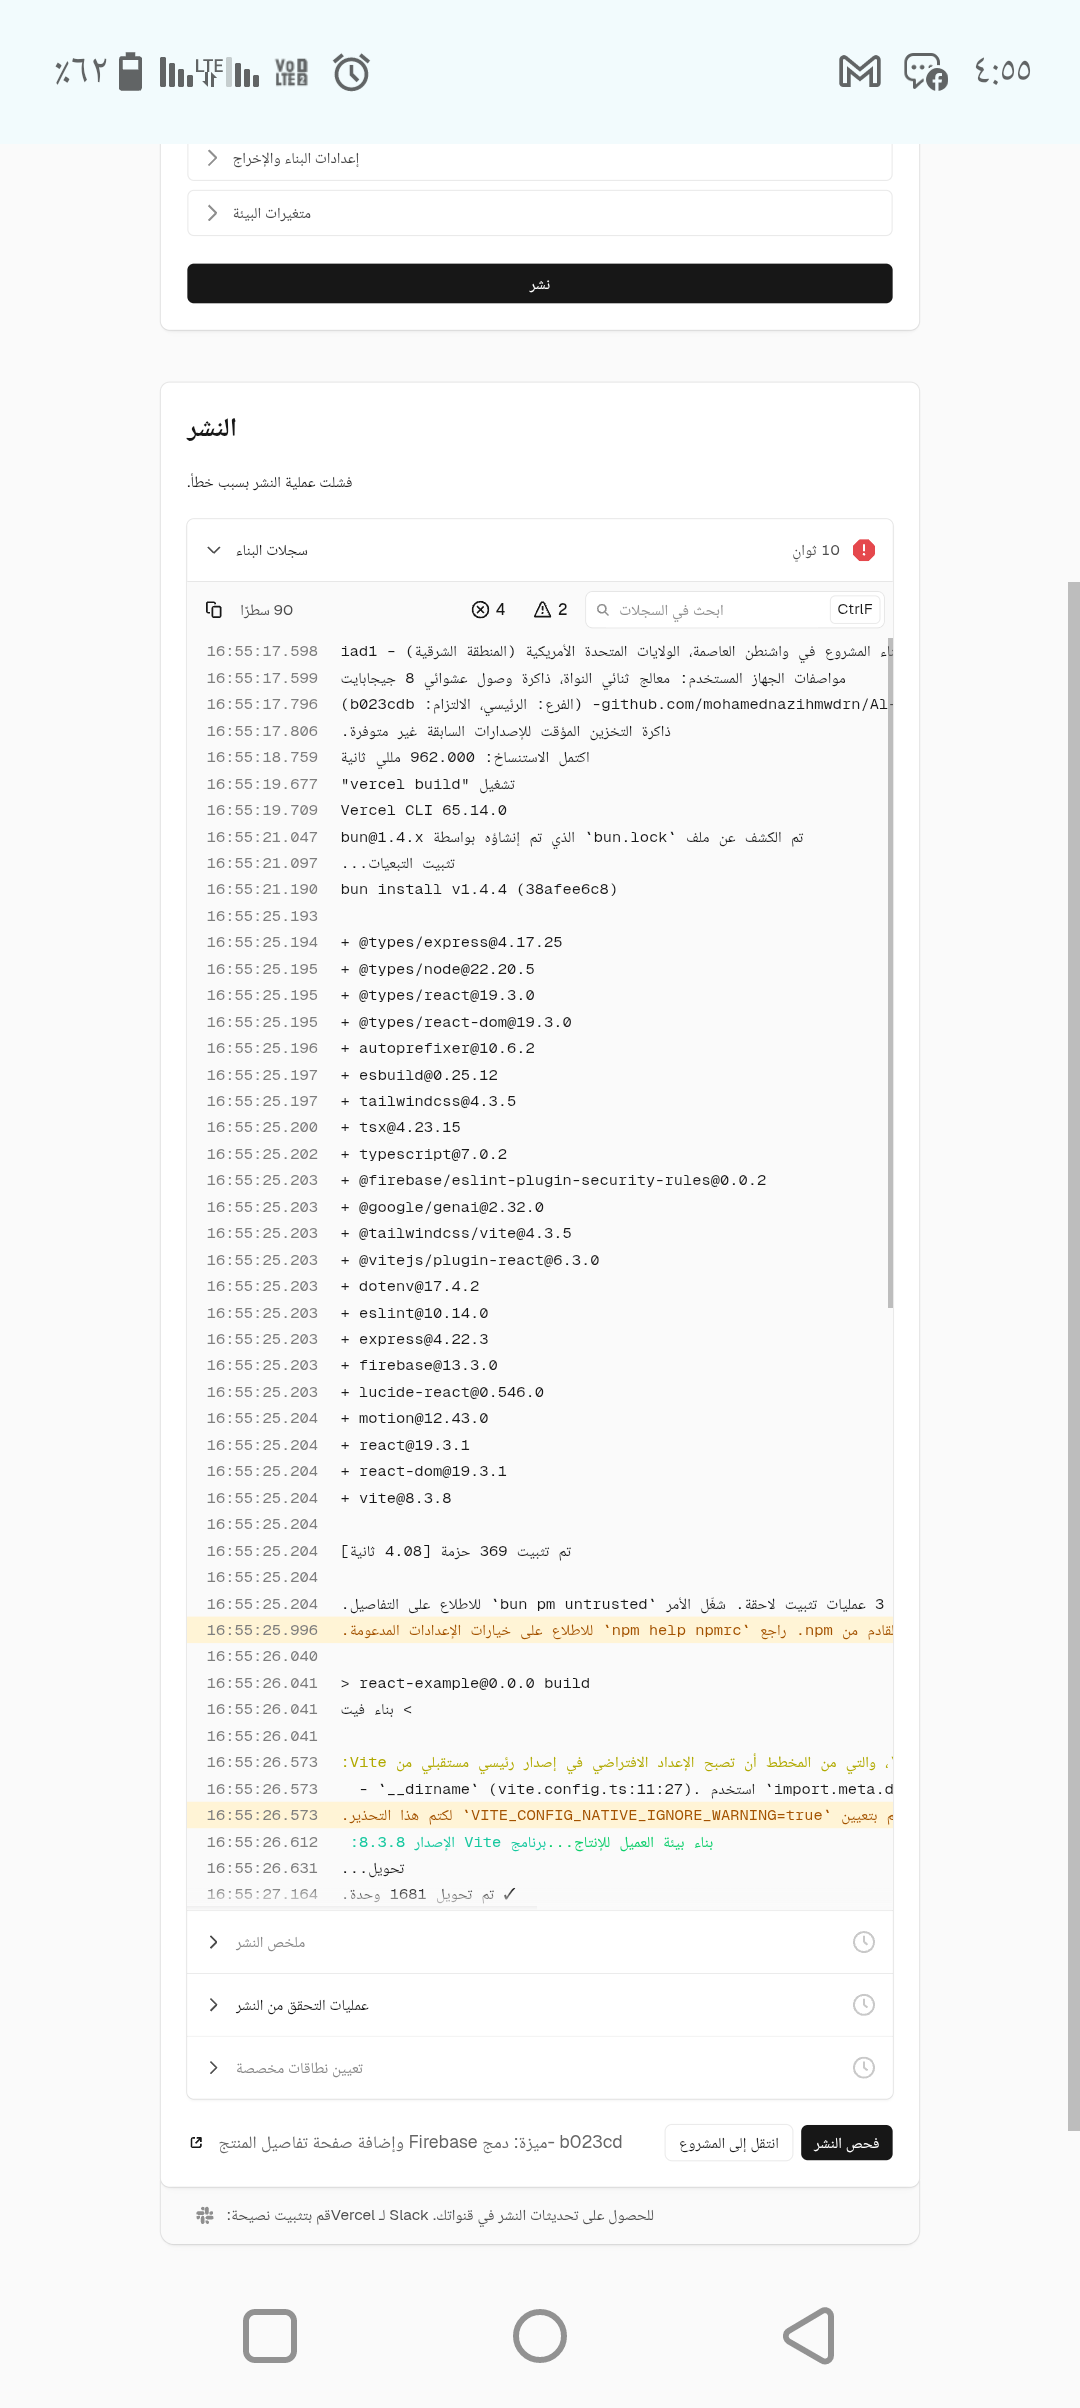 ٪٦٢ LTE VoD LTE2 ٤:٥٥
إعدادات البناء والإخراج
متغيرات البيئة
نشر
النشر
فشلت عملية النشر بسبب خطأ.
سجلات البناء 10 ثوانٍ
90 سطرًا 4 2 ابحث في السجلات CtrlF
16:55:17.598 المشروع في واشنطن العاصمة، الولايات المتحدة الأمريكية (المنطقة الشرقية) – iad1
16:55:17.599 مواصفات الجهاز المستخدم: معالج ثنائي النواة، ذاكرة وصول عشوائي 8 جيجابايت
16:55:17.796 github.com/mohamednazihmwdrn/Al- (الفرع: الرئيسي، الالتزام: b023cdb)
16:55:17.806 ذاكرة التخزين المؤقت للإصدارات السابقة غير متوفرة.
16:55:18.759 اكتمل الاستنساخ: 962.000 مللي ثانية
16:55:19.677 تشغيل "vercel build"
16:55:19.709 Vercel CLI 65.14.0
16:55:21.047 تم الكشف عن ملف `bun.lock` الذي تم إنشاؤه بواسطة bun@1.4.x
16:55:21.097 تثبيت التبعيات...
16:55:21.190 bun install v1.4.4 (38afee6c8)
16:55:25.193
16:55:25.194 + @types/express@4.17.25
16:55:25.195 + @types/node@22.20.5
16:55:25.195 + @types/react@19.3.0
16:55:25.195 + @types/react-dom@19.3.0
16:55:25.196 + autoprefixer@10.6.2
16:55:25.197 + esbuild@0.25.12
16:55:25.197 + tailwindcss@4.3.5
16:55:25.200 + tsx@4.23.15
16:55:25.202 + typescript@7.0.2
16:55:25.203 + @firebase/eslint-plugin-security-rules@0.0.2
16:55:25.203 + @google/genai@2.32.0
16:55:25.203 + @tailwindcss/vite@4.3.5
16:55:25.203 + @vitejs/plugin-react@6.3.0
16:55:25.203 + dotenv@17.4.2
16:55:25.203 + eslint@10.14.0
16:55:25.203 + express@4.22.3
16:55:25.203 + firebase@13.3.0
16:55:25.203 + lucide-react@0.546.0
16:55:25.204 + motion@12.43.0
16:55:25.204 + react@19.3.1
16:55:25.204 + react-dom@19.3.1
16:55:25.204 + vite@8.3.8
16:55:25.204
16:55:25.204 تم تثبيت 369 حزمة [4.08 ثانية]
16:55:25.204
16:55:25.204 3 عمليات تثبيت لاحقة. شغّل الأمر `bun pm untrusted` للاطلاع على التفاصيل.
16:55:25.996 القادم من npm. راجع `npm help npmrc` للاطلاع على خيارات الإعدادات المدعومة.
16:55:26.040
16:55:26.041 > react-example@0.0.0 build
16:55:26.041 > بناء فيت
16:55:26.041
16:55:26.573 ، والتي من المخطط أن تصبح الإعداد الافتراضي في إصدار رئيسي مستقبلي من Vite:
16:55:26.573 - `__dirname` (vite.config.ts:11:27). استخدم `import.meta.d
16:55:26.573 بتعيين `VITE_CONFIG_NATIVE_IGNORE_WARNING=true` لكتم هذا التحذير.
16:55:26.612 بناء بيئة العميل للإنتاج...برنامج Vite الإصدار 8.3.8:
16:55:26.631 تحويل...
16:55:27.164 ✓ تم تحويل 1681 وحدة.
ملخص النشر
عمليات التحقق من النشر
تعيين نطاقات مخصصة
b023cd -ميزة: دمج Firebase وإضافة صفحة تفاصيل المنتج انتقل إلى المشروع فحص النشر
للحصول على تحديثات النشر في قنواتك. Slack لـ Vercelقم بتثبيت نصيحة: